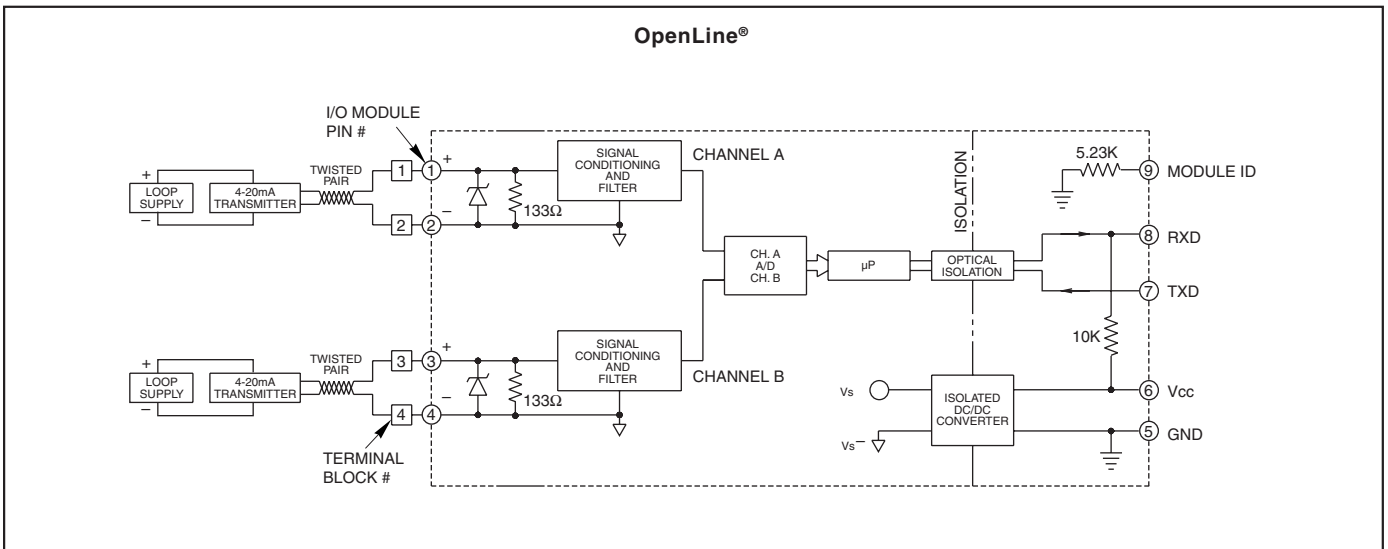 OpenLine®
I/O MODULE
PIN #
+
LOOP
SUPPLY
–
4-20mA
TRANSMITTER
TWISTED
PAIR
1
2
1
2
+
–
133Ω
SIGNAL
CONDITIONING
AND
FILTER
CHANNEL A
+
LOOP
SUPPLY
–
4-20mA
TRANSMITTER
TWISTED
PAIR
3
4
3
4
+
–
133Ω
SIGNAL
CONDITIONING
AND
FILTER
CHANNEL B
TERMINAL
BLOCK #
CH. A
A/D
CH. B
µP
ISOLATION
OPTICAL
ISOLATION
Vs
Vs–
ISOLATED
DC/DC
CONVERTER
5.23K
10K
9 MODULE ID
8 RXD
7 TXD
6 Vcc
5 GND